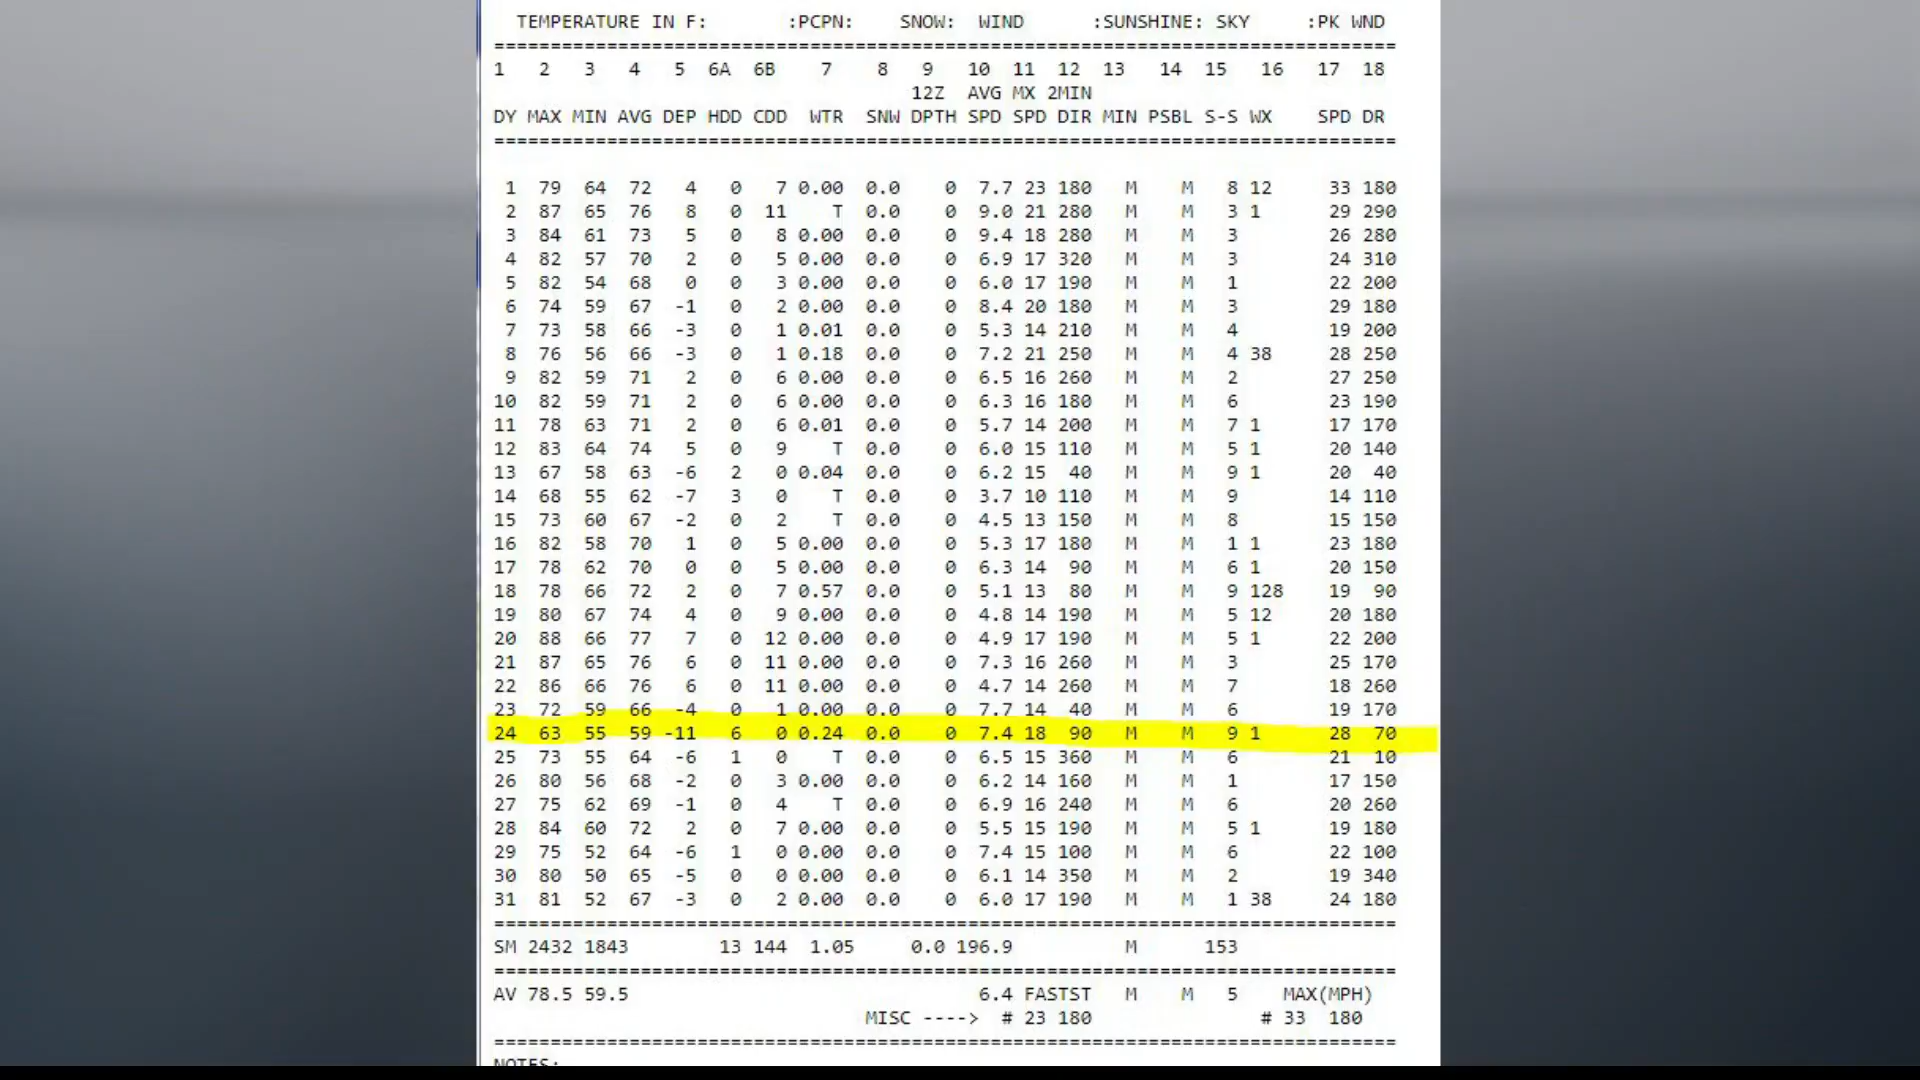 TEMPERATURE IN F: :PCPN: SNOW: WIND :SUNSHINE: SKY :PK WND
================================================================================
1 2 3 4 5 6A 6B 7 8 9 10 11 12 13 14 15 16 17 18
12Z AVG MX 2MIN
DY MAX MIN AVG DEP HDD CDD WTR SNW DPTH SPD SPD DIR MIN PSBL S-S WX SPD DR
================================================================================
1 79 64 72 4 0 7 0.00 0.0 0 7.7 23 180 M M 8 12 33 180
2 87 65 76 8 0 11 T 0.0 0 9.0 21 280 M M 3 1 29 290
3 84 61 73 5 0 8 0.00 0.0 0 9.4 18 280 M M 3 26 280
4 82 57 70 2 0 5 0.00 0.0 0 6.9 17 320 M M 3 24 310
5 82 54 68 0 0 3 0.00 0.0 0 6.0 17 190 M M 1 22 200
6 74 59 67 -1 0 2 0.00 0.0 0 8.4 20 180 M M 3 29 180
7 73 58 66 -3 0 1 0.01 0.0 0 5.3 14 210 M M 4 19 200
8 76 56 66 -3 0 1 0.18 0.0 0 7.2 21 250 M M 4 38 28 250
9 82 59 71 2 0 6 0.00 0.0 0 6.5 16 260 M M 2 27 250
10 82 59 71 2 0 6 0.00 0.0 0 6.3 16 180 M M 6 23 190
11 78 63 71 2 0 6 0.01 0.0 0 5.7 14 200 M M 7 1 17 170
12 83 64 74 5 0 9 T 0.0 0 6.0 15 110 M M 5 1 20 140
13 67 58 63 -6 2 0 0.04 0.0 0 6.2 15 40 M M 9 1 20 40
14 68 55 62 -7 3 0 T 0.0 0 3.7 10 110 M M 9 14 110
15 73 60 67 -2 0 2 T 0.0 0 4.5 13 150 M M 8 15 150
16 82 58 70 1 0 5 0.00 0.0 0 5.3 17 180 M M 1 1 23 180
17 78 62 70 0 0 5 0.00 0.0 0 6.3 14 90 M M 6 1 20 150
18 78 66 72 2 0 7 0.57 0.0 0 5.1 13 80 M M 9 128 19 90
19 80 67 74 4 0 9 0.00 0.0 0 4.8 14 190 M M 5 12 20 180
20 88 66 77 7 0 12 0.00 0.0 0 4.9 17 190 M M 5 1 22 200
21 87 65 76 6 0 11 0.00 0.0 0 7.3 16 260 M M 3 25 170
22 86 66 76 6 0 11 0.00 0.0 0 4.7 14 260 M M 7 18 260
23 72 59 66 -4 0 1 0.00 0.0 0 7.7 14 40 M M 6 19 170
24 63 55 59 -11 6 0 0.24 0.0 0 7.4 18 90 M M 9 1 28 70
25 73 55 64 -6 1 0 T 0.0 0 6.5 15 360 M M 6 21 10
26 80 56 68 -2 0 3 0.00 0.0 0 6.2 14 160 M M 1 17 150
27 75 62 69 -1 0 4 T 0.0 0 6.9 16 240 M M 6 20 260
28 84 60 72 2 0 7 0.00 0.0 0 5.5 15 190 M M 5 1 19 180
29 75 52 64 -6 1 0 0.00 0.0 0 7.4 15 100 M M 6 22 100
30 80 50 65 -5 0 0 0.00 0.0 0 6.1 14 350 M M 2 19 340
31 81 52 67 -3 0 2 0.00 0.0 0 6.0 17 190 M M 1 38 24 180
================================================================================
SM 2432 1843 13 144 1.05 0.0 196.9 M 153
================================================================================
AV 78.5 59.5 6.4 FASTST M M 5 MAX(MPH)
MISC ----> # 23 180 # 33 180
================================================================================
NOTES: